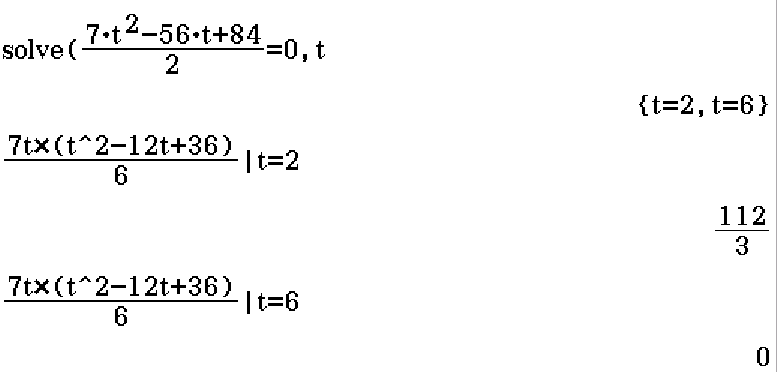 solve(7·t^2−56·t+84/2=0,t
{t=2,t=6}
7t×(t^2−12t+36)/6|t=2
112/3
7t×(t^2−12t+36)/6|t=6
0